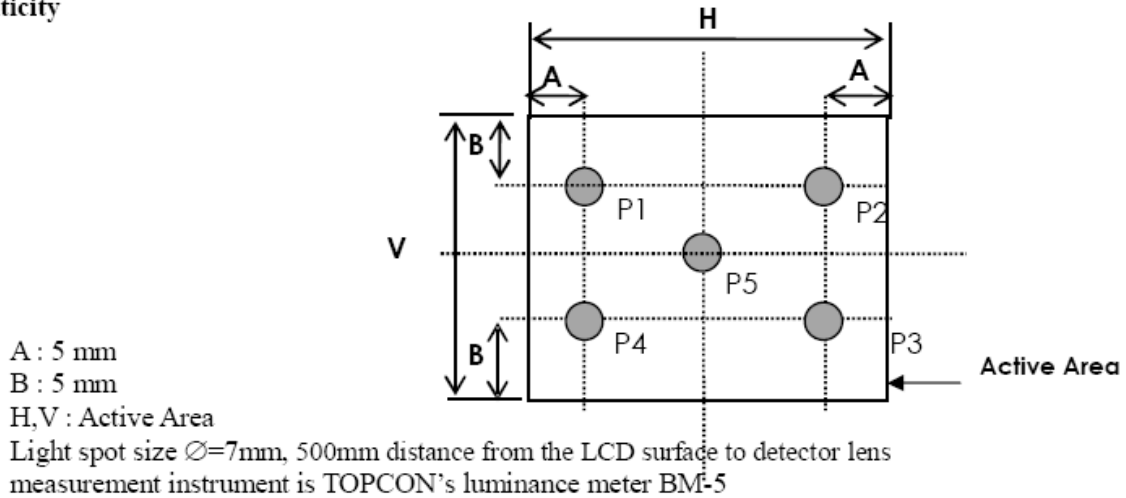 ticity
H
A A
B
P1 P2
V
P5
B P4 P3
Active Area
A : 5 mm
B : 5 mm
H,V : Active Area
Light spot size ∅=7mm, 500mm distance from the LCD surface to detector lens
measurement instrument is TOPCON’s luminance meter BM-5